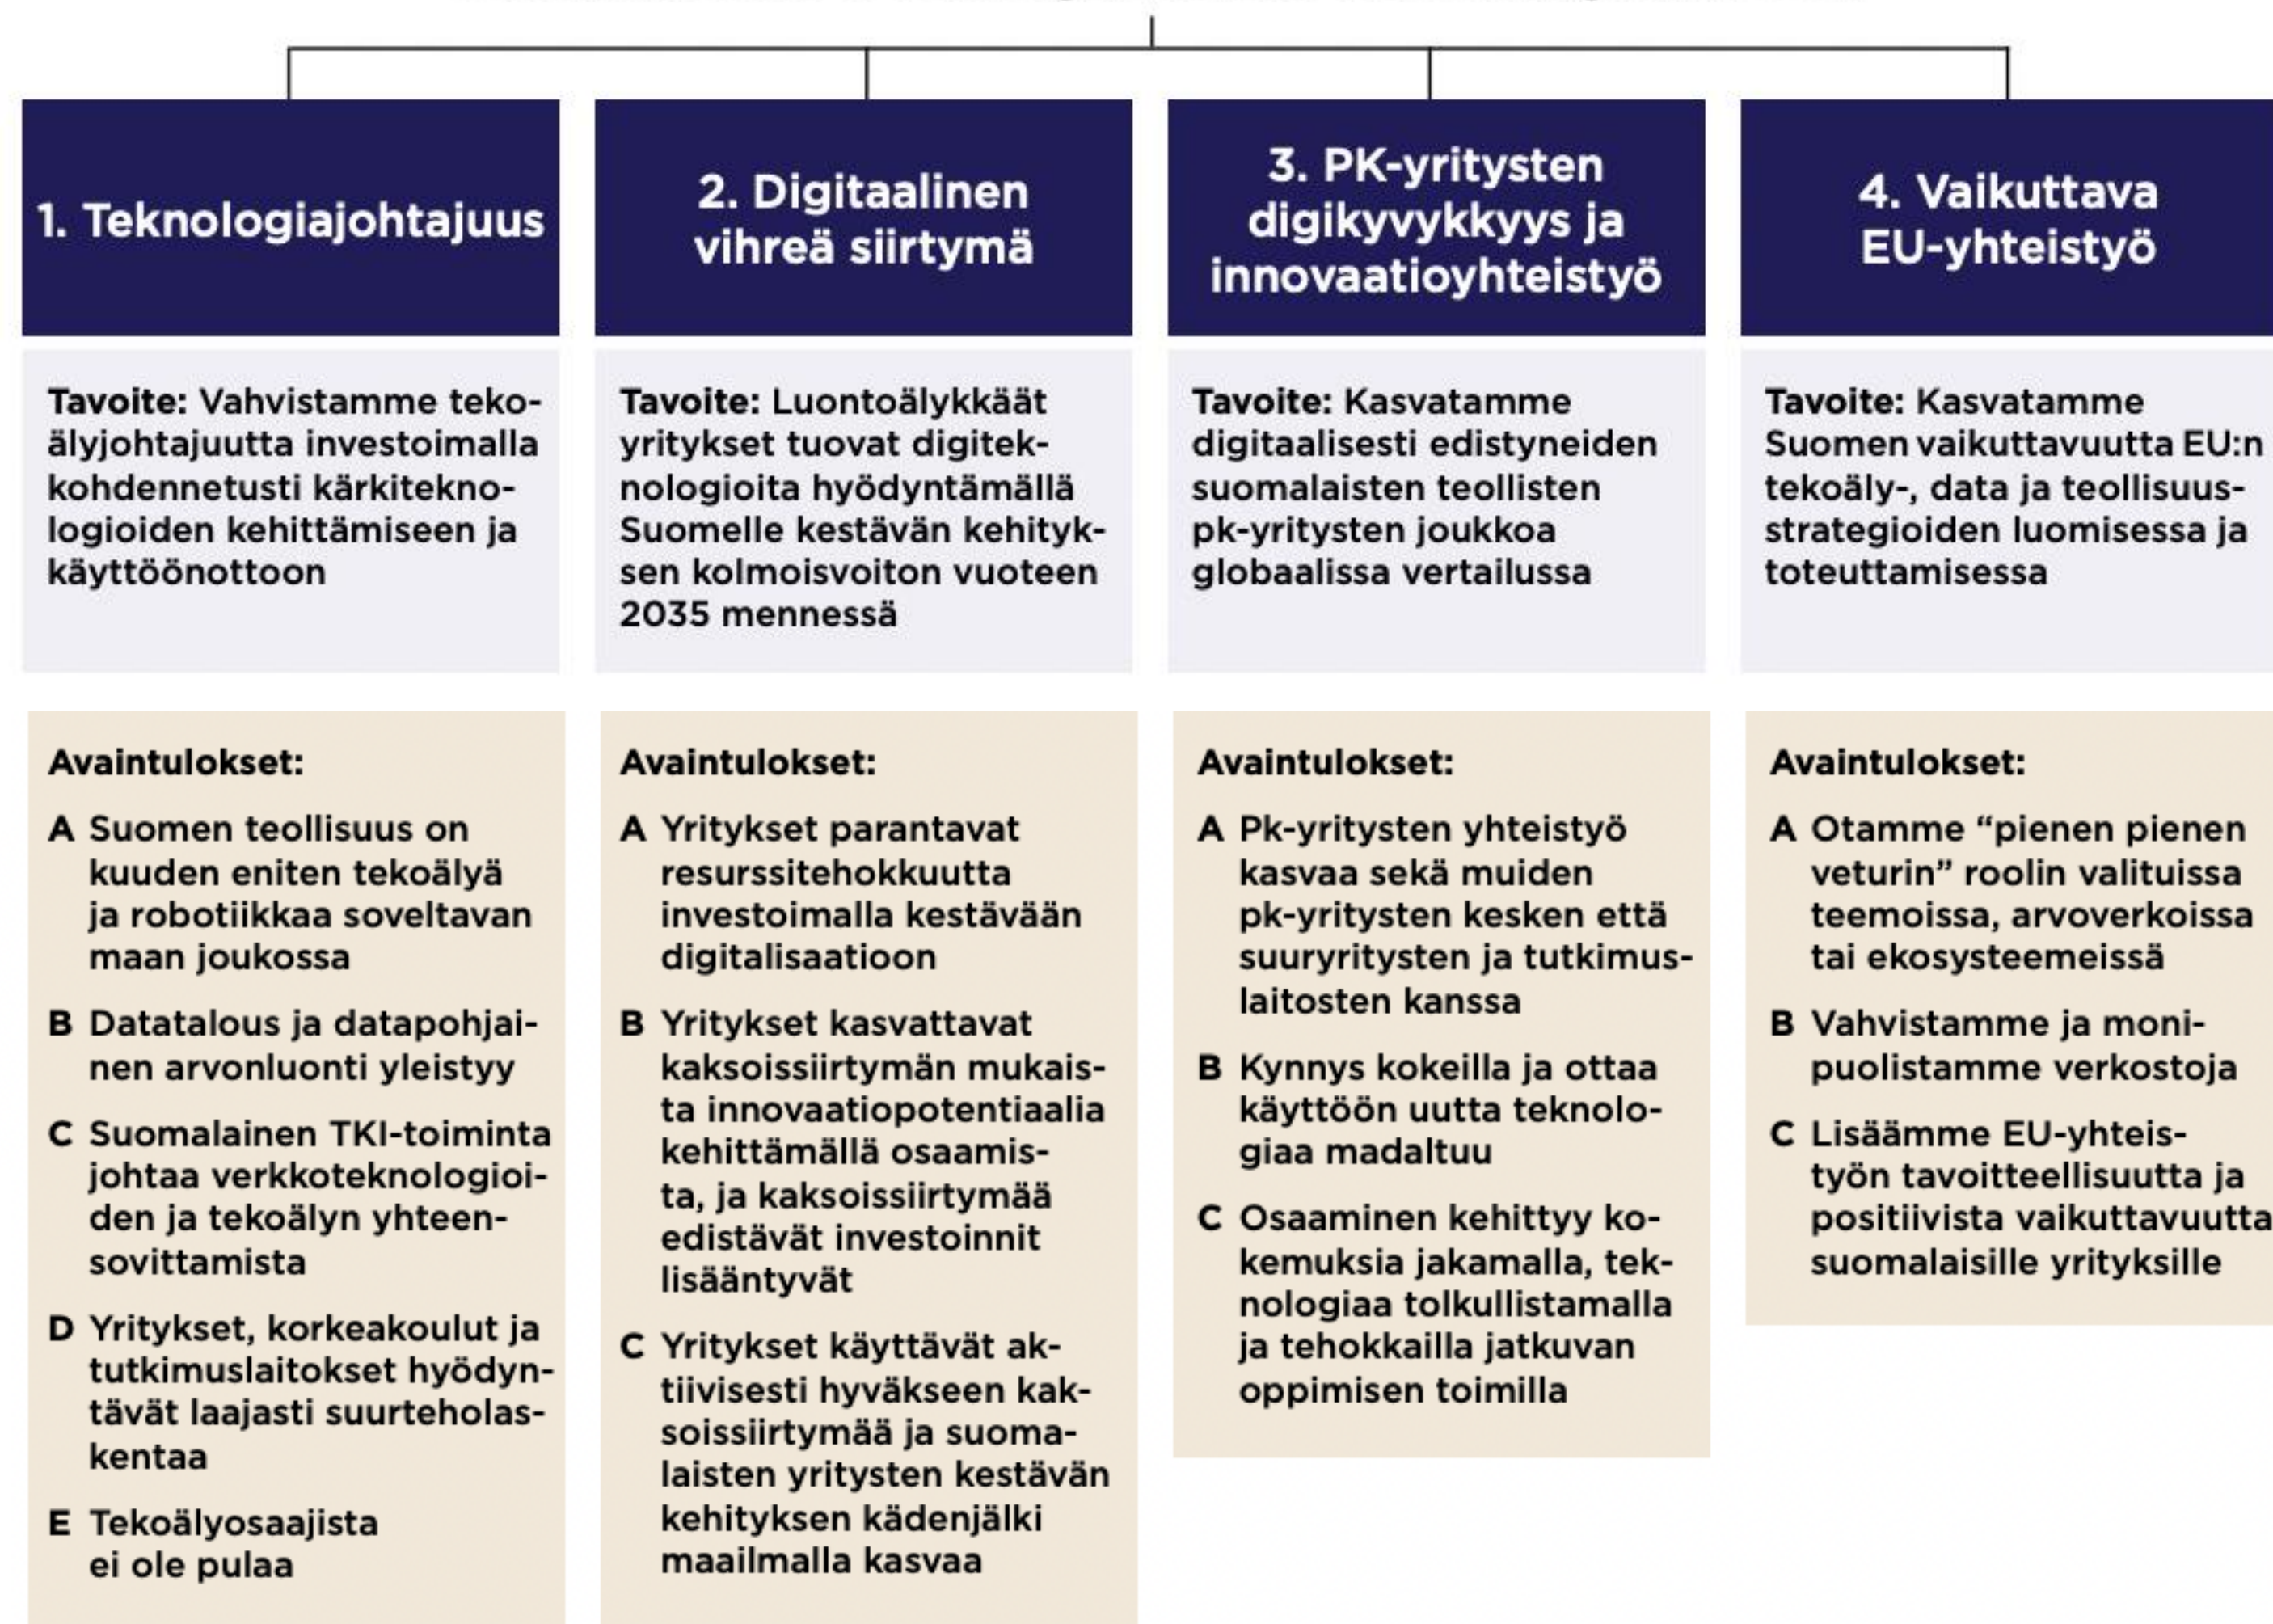 1. Teknologiajohtajuus
Tavoite: Vahvistamme teko-
älyjohtajuutta investoimalla
kohdennetusti kärkitekno-
logioiden kehittämiseen ja
käyttöönottoon
Avaintulokset:
A Suomen teollisuus on
kuuden eniten tekoälyä
ja robotiikkaa soveltavan
maan joukossa
B Datatalous ja datapohjai-
nen arvonluonti yleistyy
C Suomalainen TKI-toiminta
johtaa verkkoteknologioi-
den ja tekoälyn yhteen-
sovittamista
D Yritykset, korkeakoulut ja
tutkimuslaitokset hyödyn-
tävät laajasti suurteholas-
kentaa
E Tekoälyosaajista
ei ole pulaa
2. Digitaalinen
vihreä siirtymä
Tavoite: Luontoälykkäät
yritykset tuovat digitek-
nologioita hyödyntämällä
Suomelle kestävän kehityk-
sen kolmoisvoiton vuoteen
2035 mennessä
Avaintulokset:
A Yritykset parantavat
resurssitehokkuutta
investoimalla kestävään
digitalisaatioon
B Yritykset kasvattavat
kaksoissiirtymän mukais-
ta innovaatiopotentiaalia
kehittämällä osaamis-
ta, ja kaksoissiirtymää
edistävät investoinnit
lisääntyvät
C Yritykset käyttävät ak-
tiivisesti hyväkseen kak-
soissiirtymää ja suoma-
laisten yritysten kestävän
kehityksen kädenjälki
maailmalla kasvaa
3. PK-yritysten
digikyvykkyys ja
innovaatioyhteistyö
Tavoite: Kasvatamme
digitaalisesti edistyneiden
suomalaisten teollisten
pk-yritysten joukkoa
globaalissa vertailussa
Avaintulokset:
A Pk-yritysten yhteistyö
kasvaa sekä muiden
pk-yritysten kesken että
suuryritysten ja tutkimus-
laitosten kanssa
B Kynnys kokeilla ja ottaa
käyttöön uutta teknolo-
giaa madaltuu
C Osaaminen kehittyy ko-
kemuksia jakamalla, tek-
nologiaa tolkullistamalla
ja tehokkailla jatkuvan
oppimisen toimilla
4. Vaikuttava
EU-yhteistyö
Tavoite: Kasvatamme
Suomen vaikuttavuutta EU:n
tekoäly-, data ja teollisuus-
strategioiden luomisessa ja
toteuttamisessa
Avaintulokset:
A Otamme “pienen pienen
veturin” roolin valituissa
teemoissa, arvoverkoissa
tai ekosysteemeissä
B Vahvistamme ja moni-
puolistamme verkostoja
C Lisäämme EU-yhteis-
työn tavoitteellisuutta ja
positiivista vaikuttavuutta
suomalaisille yrityksille